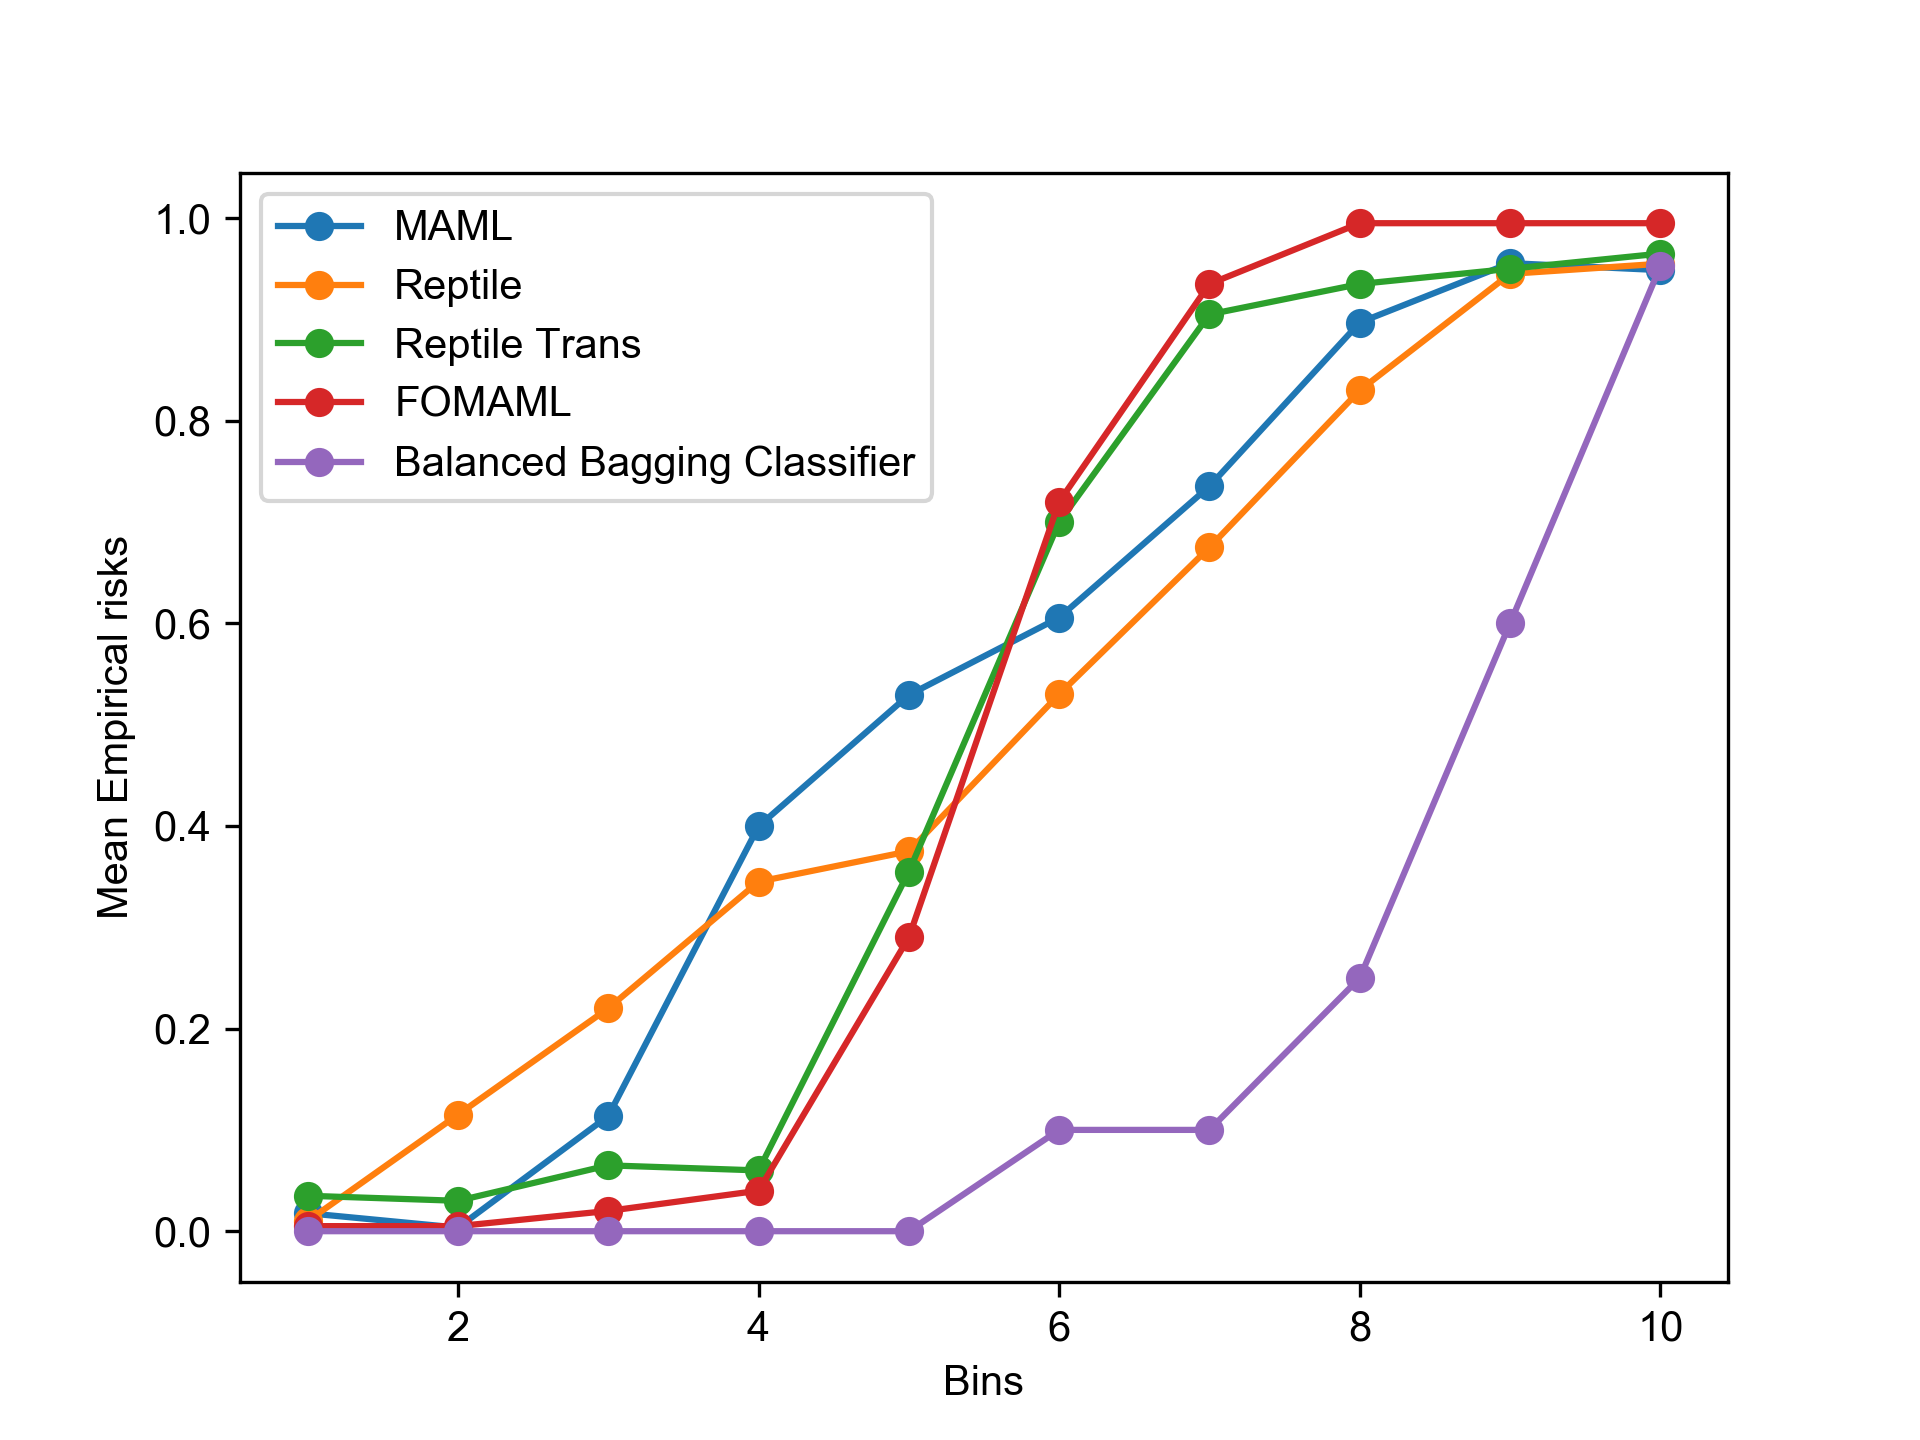 MAML
Reptile
Reptile Trans
FOMAML
Balanced Bagging Classifier
1.0
0.8
0.6
0.4
0.2
0.0
Mean Empirical risks
2 4 6 8 10
Bins